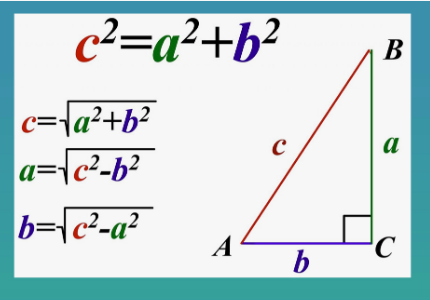 c²=a²+b²
c=√a²+b²
a=√c²-b²
b=√c²-a²
B
c
a
A
C
b